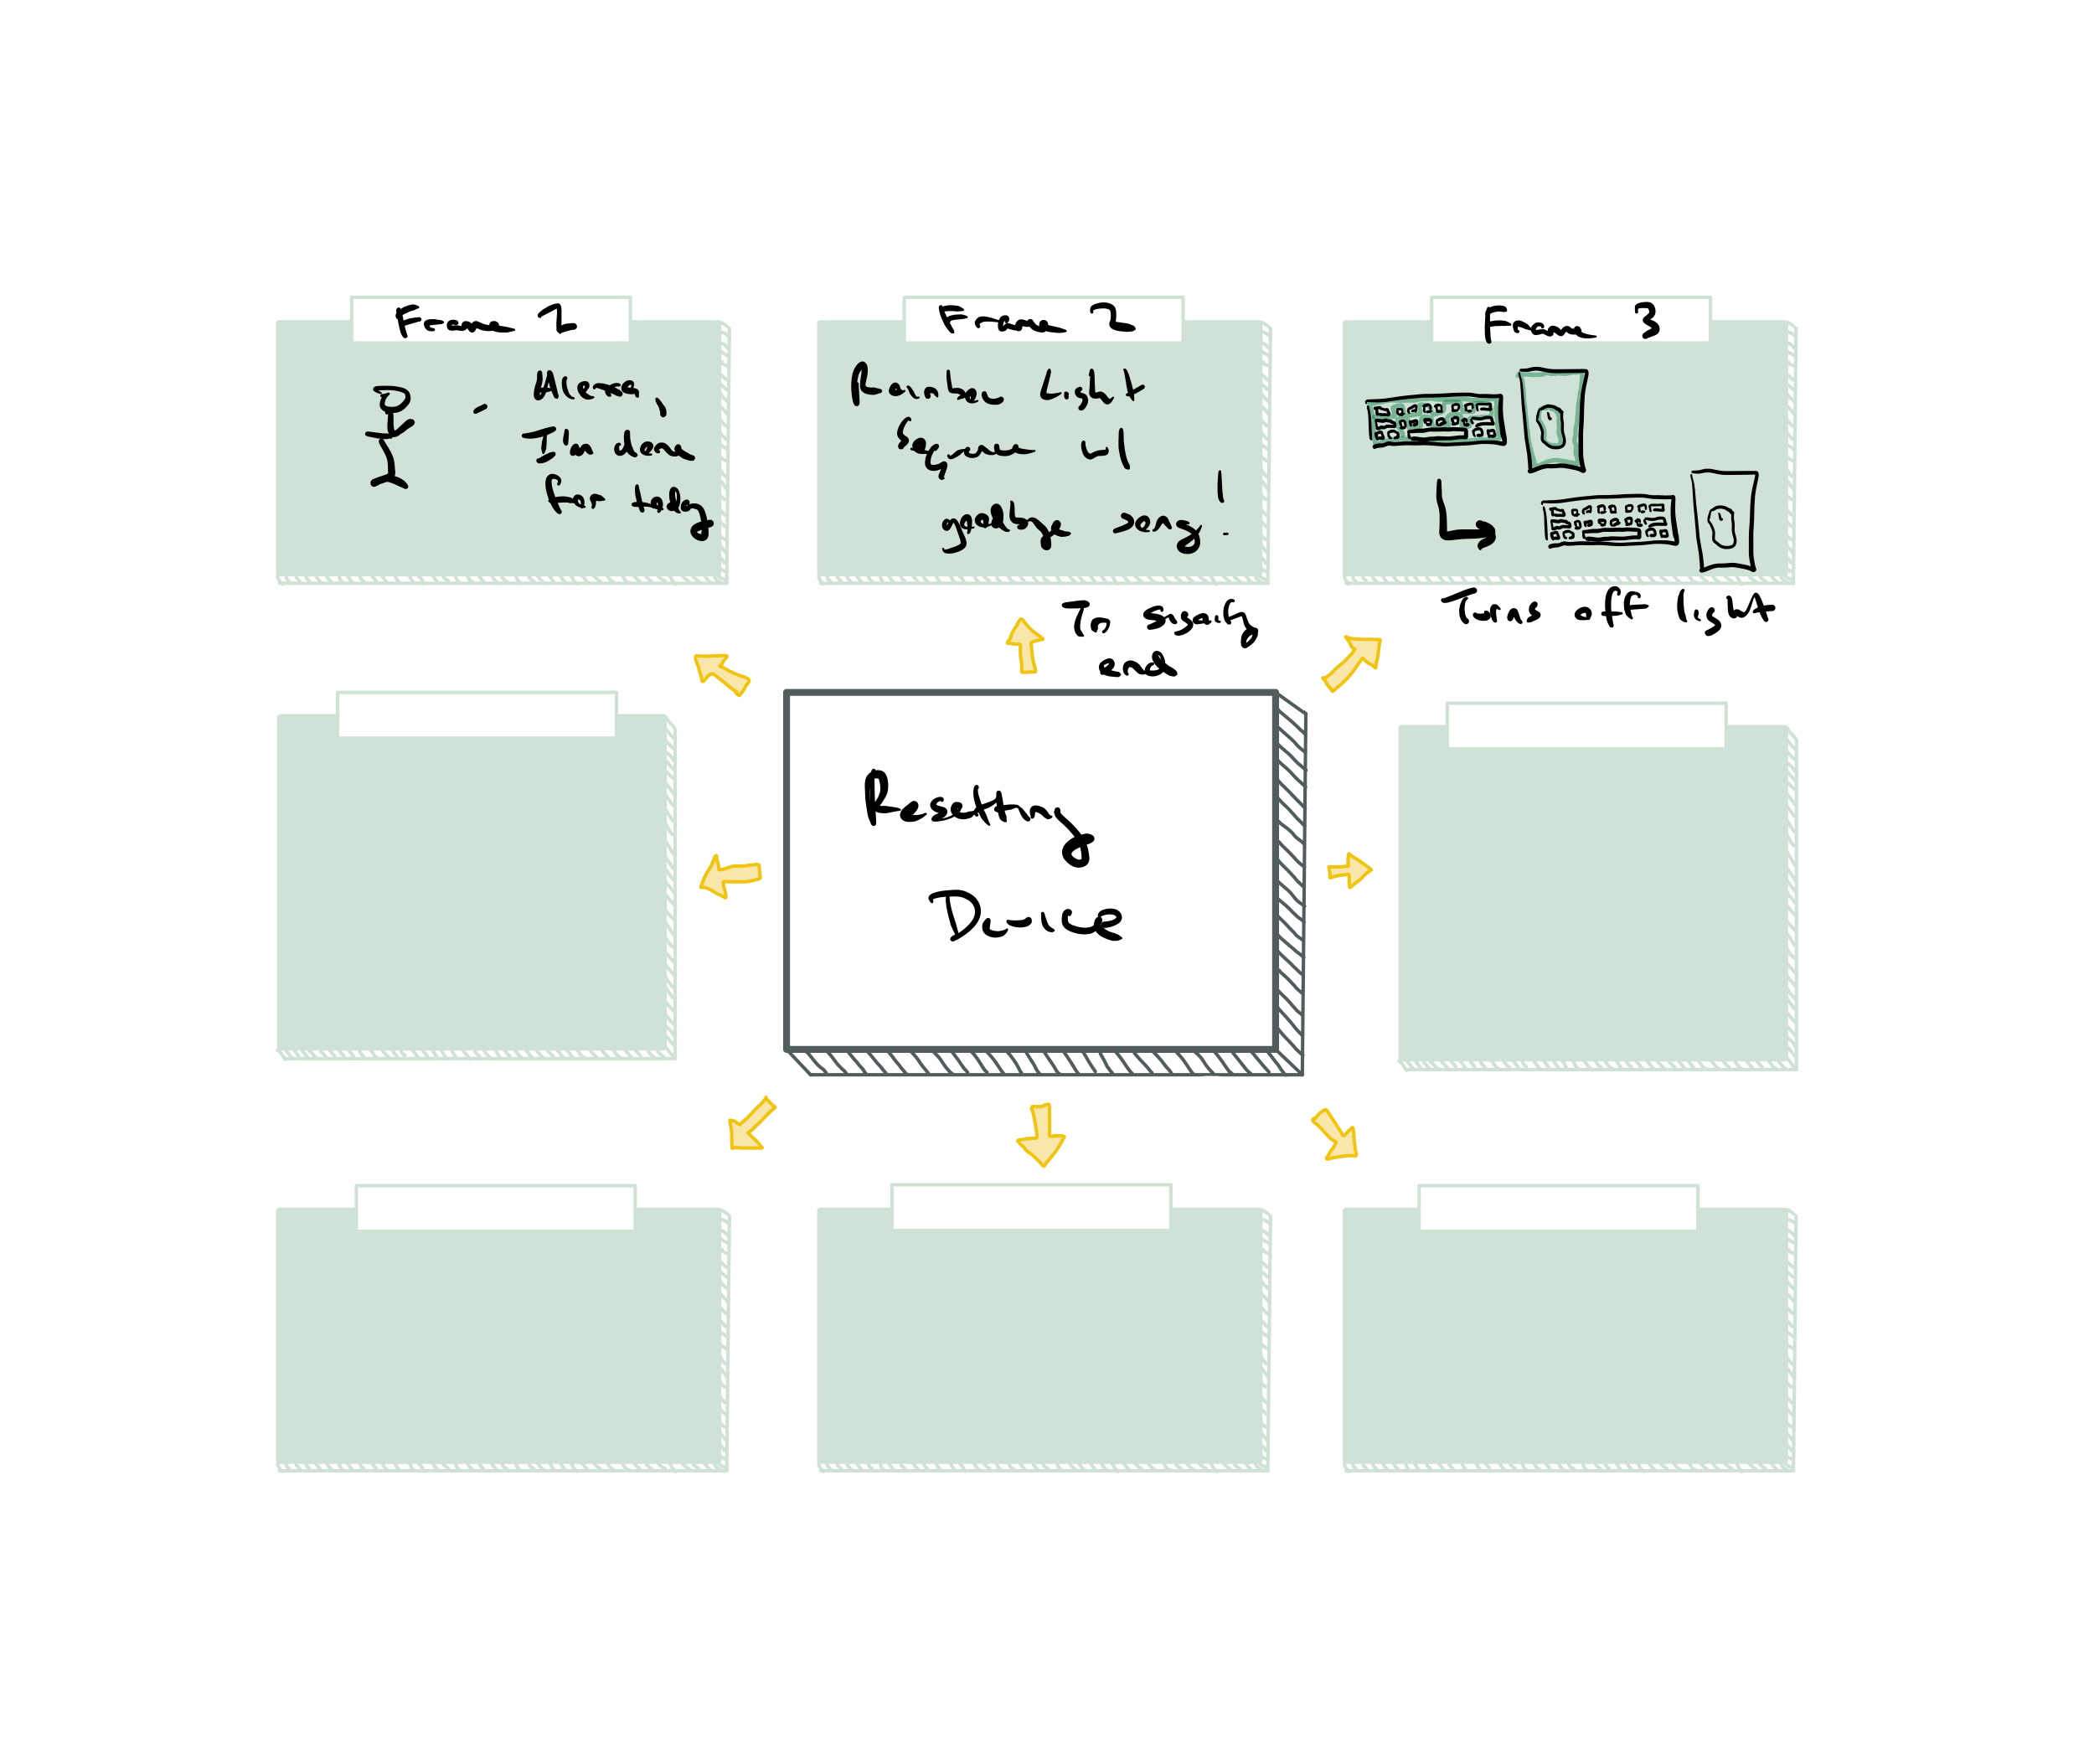 Frame 1
- Alexa,
I'm done
for today
Frame 2
Rainbow Light
Signal
goodbye song!
To signify
end
Frame 3
Turns off light
Resetting
Device